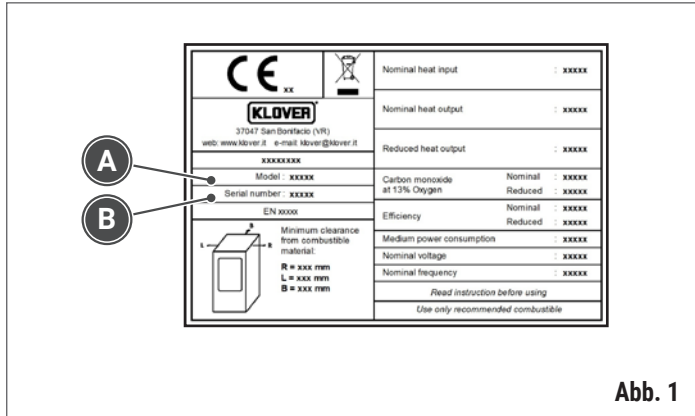 CE xx
KLOVER
37047 San Bonifacio (VR)
web: www.klover.it e-mail: klover@klover.it
xxxxxxxx
A
Model : xxxxx
B
Serial number : xxxxx
EN xxxxx
L
B
R
Minimum clearance
from combustible
material:
R = xxx mm
L = xxx mm
B = xxx mm
Nominal heat input : xxxxx
Nominal heat output : xxxxx
Reduced heat output : xxxxx
Carbon monoxide
at 13% Oxygen
Nominal : xxxxx
Reduced : xxxxx
Efficiency
Nominal : xxxxx
Reduced : xxxxx
Medium power consumption : xxxxx
Nominal voltage : xxxxx
Nominal frequency : xxxxx
Read instruction before using
Use only recommended combustible
Abb. 1